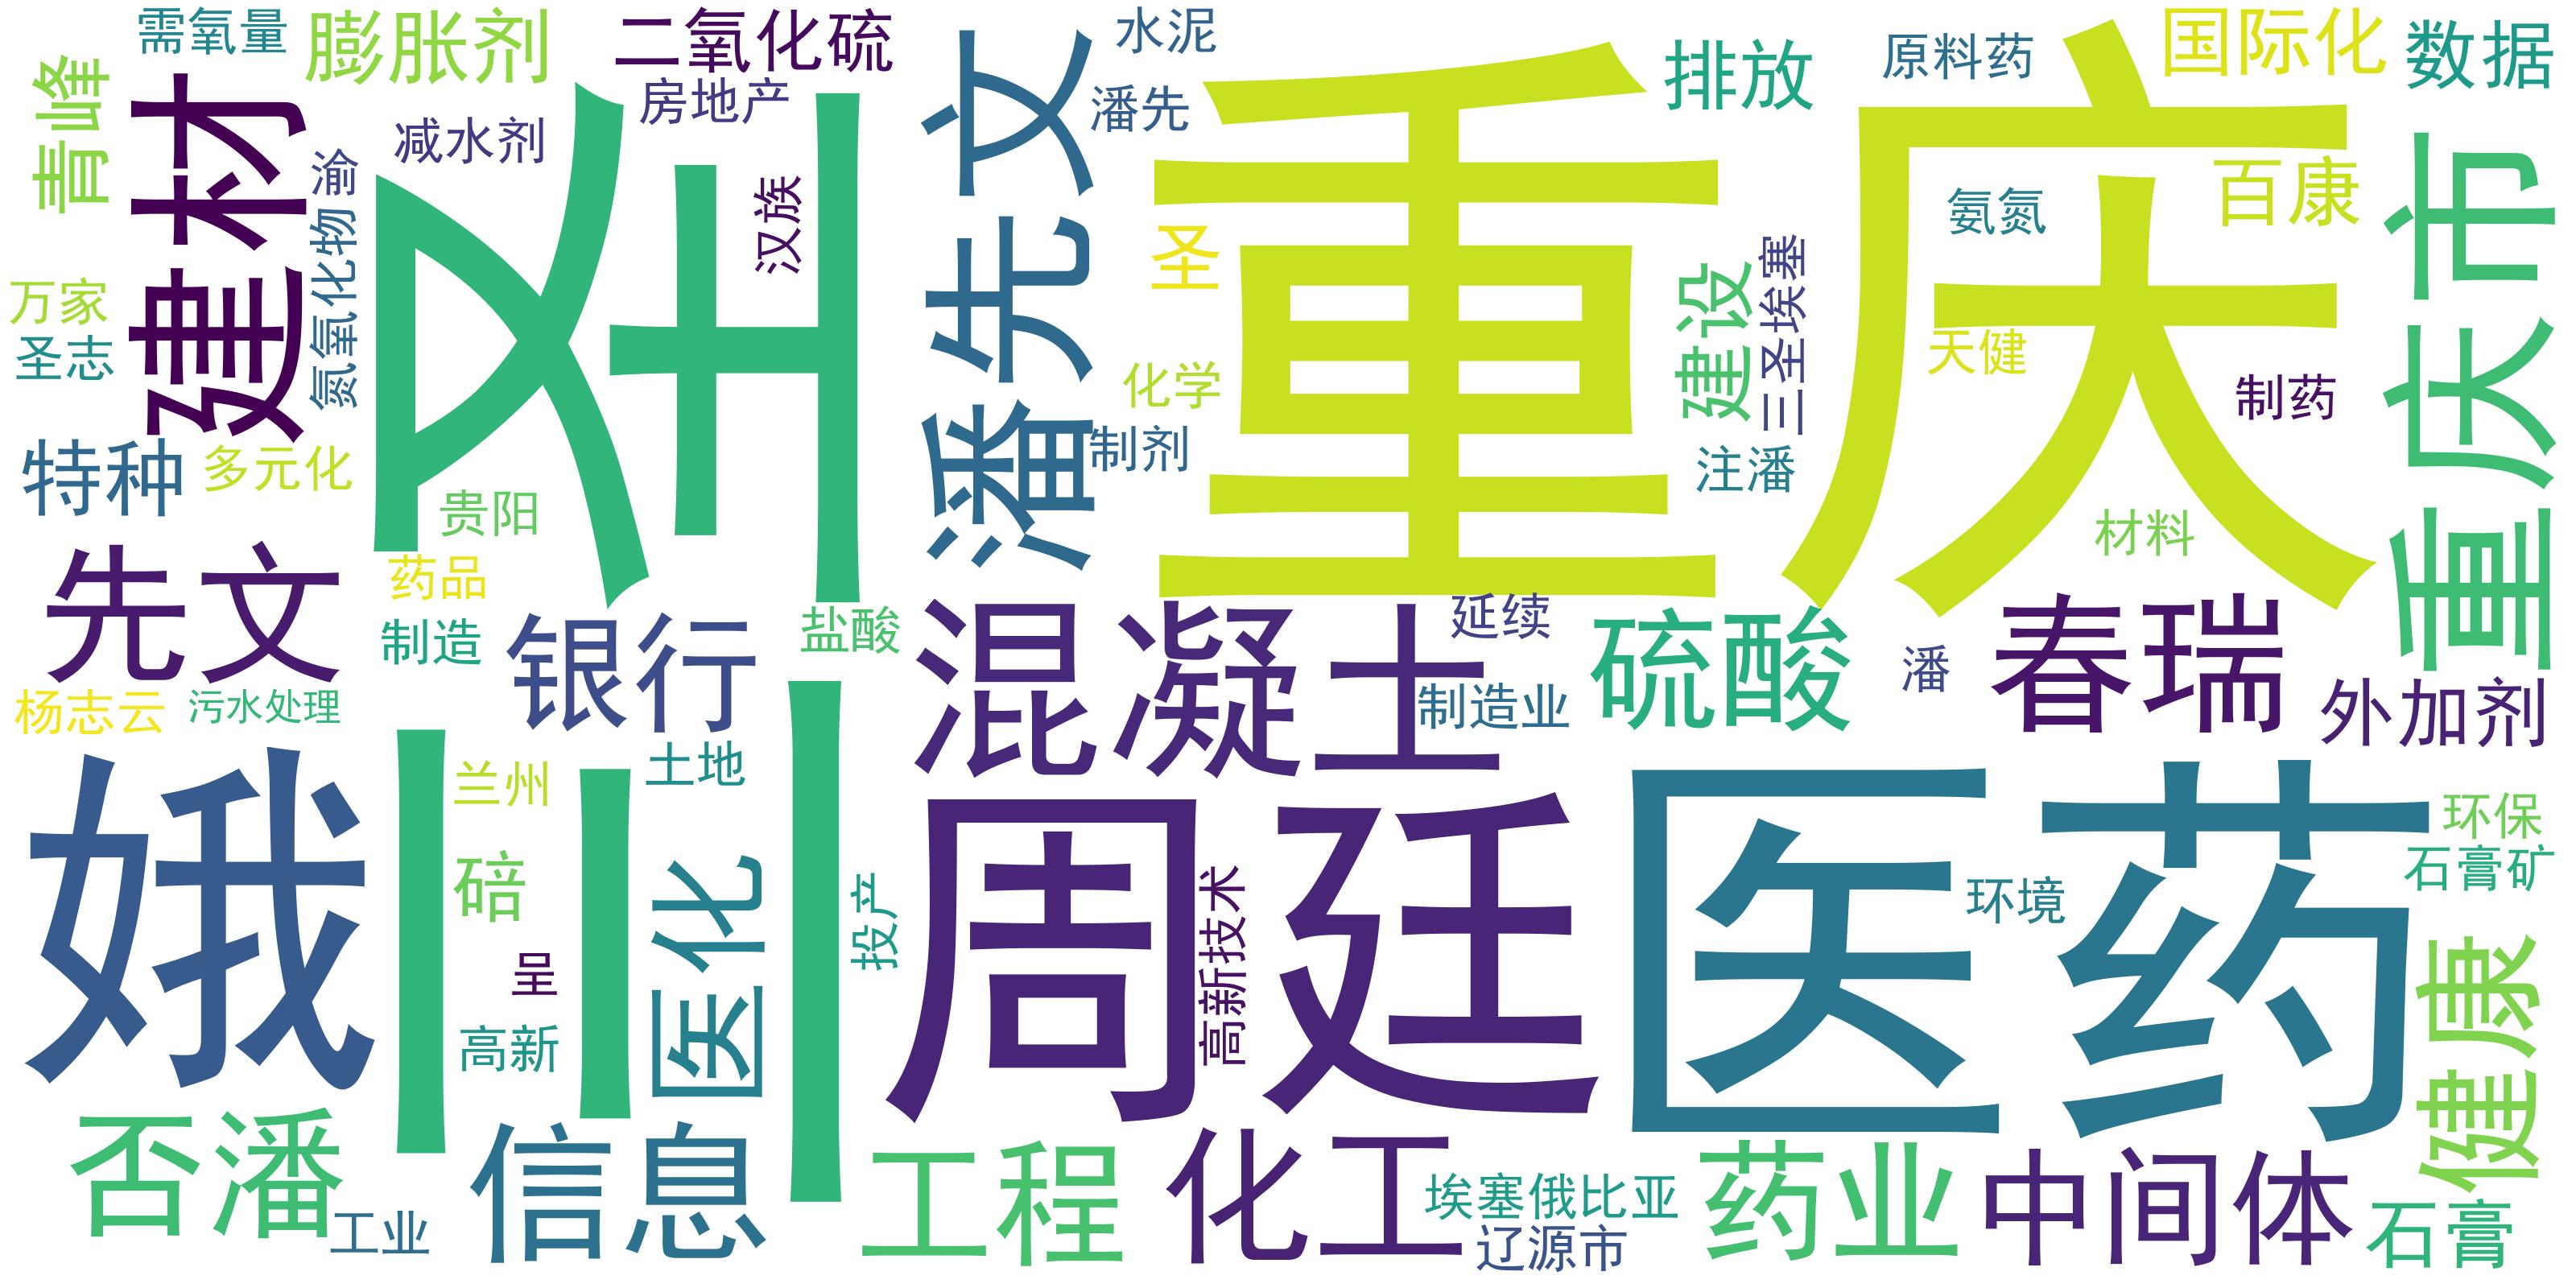 需氧量
膨胀剂
二氧化硫
水泥
排放
原料药
国际化
数据
青峰
建材
减水剂
房地产
潘先文
潘先
重庆
百康
重庆市
渝
三圣
汉族
圣
氨氮
万家
圣志
氮氧化物
化学
建设
三圣埃塞
天健
制药
特种
多元化
贵阳
制剂
注潘
材料
先文
药品
制造
银行
盐酸
混凝土
延续
硫酸
潘
春瑞
外加剂
杨志云
污水处理
制造业
娥
兰州
土地
周廷
医药
环保
石膏矿
碚
医化
投产
高新技术
环境
呈
高新
健康
否潘
工业
信息
工程
化工
埃塞俄比亚
辽源市
药业
中间体
石膏